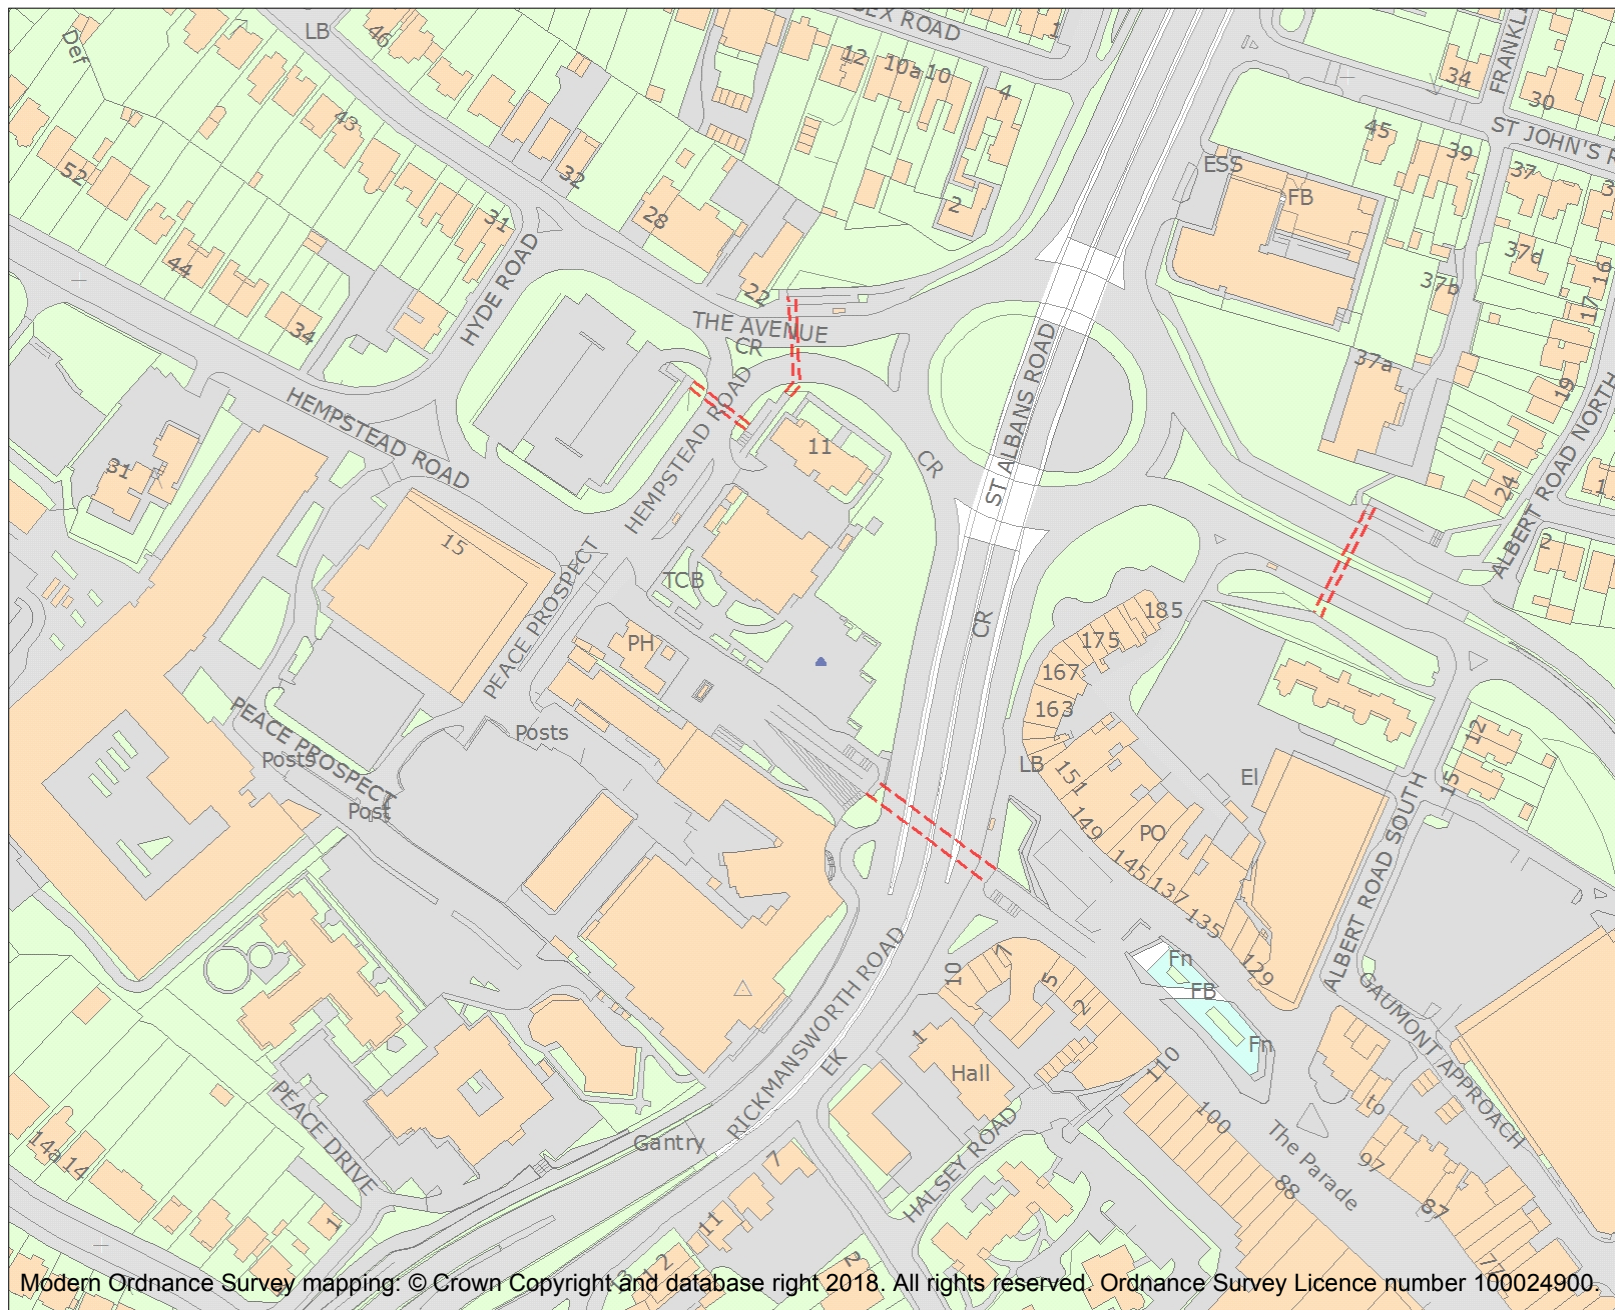 LB
46
Def
SEX ROAD
1
12
10a
10
4
FRANKLI
34
30
ST JOHN'S R
43
45
39
37
ESS
FB
52
32
31
28
2
37d
16
37b
17
44
HYDE ROAD
22
THE AVENUE
CR
34
37a
19
HEMPSTEAD ROAD
HEMPSTEAD ROAD
ST ALBANS ROAD
ALBERT ROAD NORTH
11
CR
31
24
1
15
2
PEACE PROSPECT
TCB
185
PH
CR
175
167
163
PEACE PROSPECT
Posts
Posts
Post
LB
151
149
El
12
15
PO
145
137
135
129
ALBERT ROAD SOUTH
RICKMANSWORTH ROAD
EK
10
7
5
2
Fn
FB
Fn
GAUMONT APPROACH
1
Hall
110
100
to
PEACE DRIVE
14a
14
Gantry
7
HALSEY ROAD
The Parade
97
88
87
1
11
2
2
77
Modern Ordnance Survey mapping: © Crown Copyright and database right 2018. All rights reserved. Ordnance Survey Licence number 100024900.